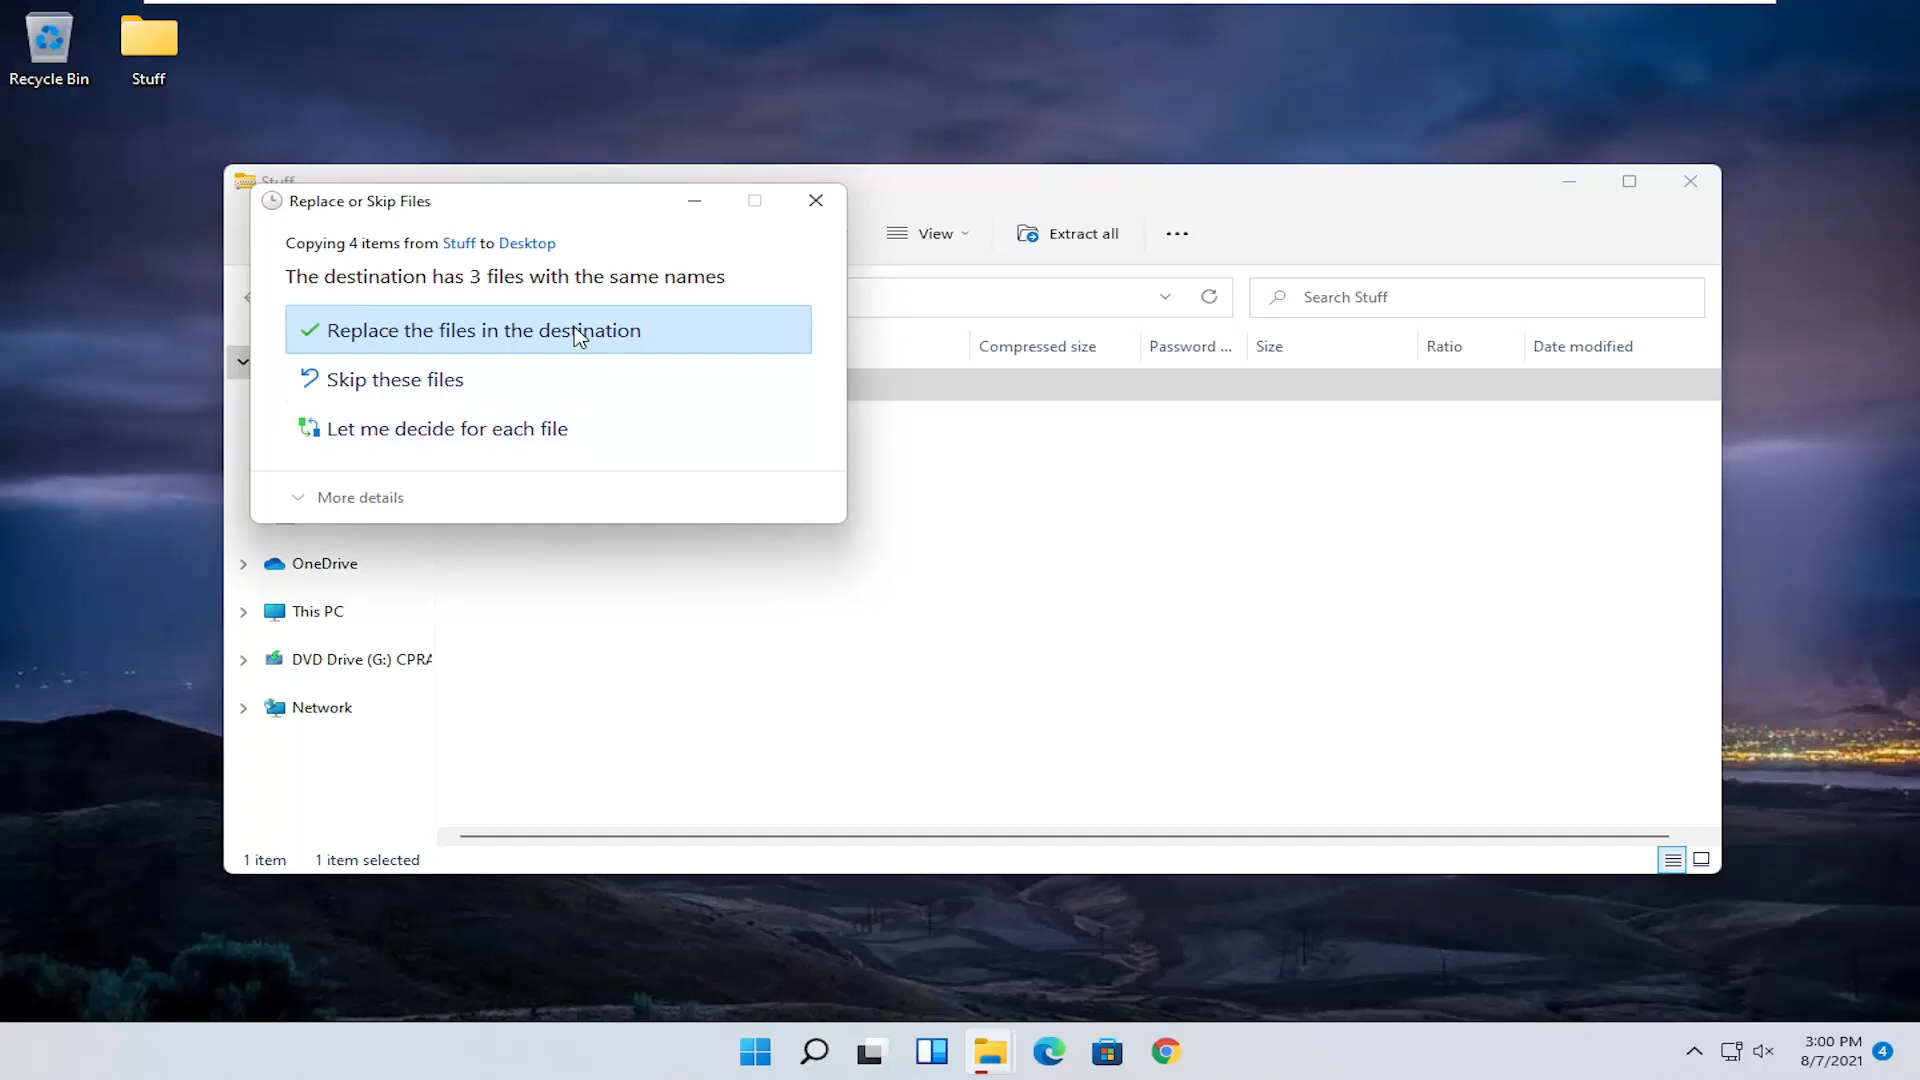 Recycle Bin
Stuff
Stuff
Replace or Skip Files
Copying 4 items from Stuff to Desktop
The destination has 3 files with the same names
Replace the files in the destination
Skip these files
Let me decide for each file
More details
View
Extract all
Search Stuff
Compressed size
Password ...
Size
Ratio
Date modified
OneDrive
This PC
DVD Drive (G:) CPRA
Network
1 item
1 item selected
3:00 PM
8/7/2021
4